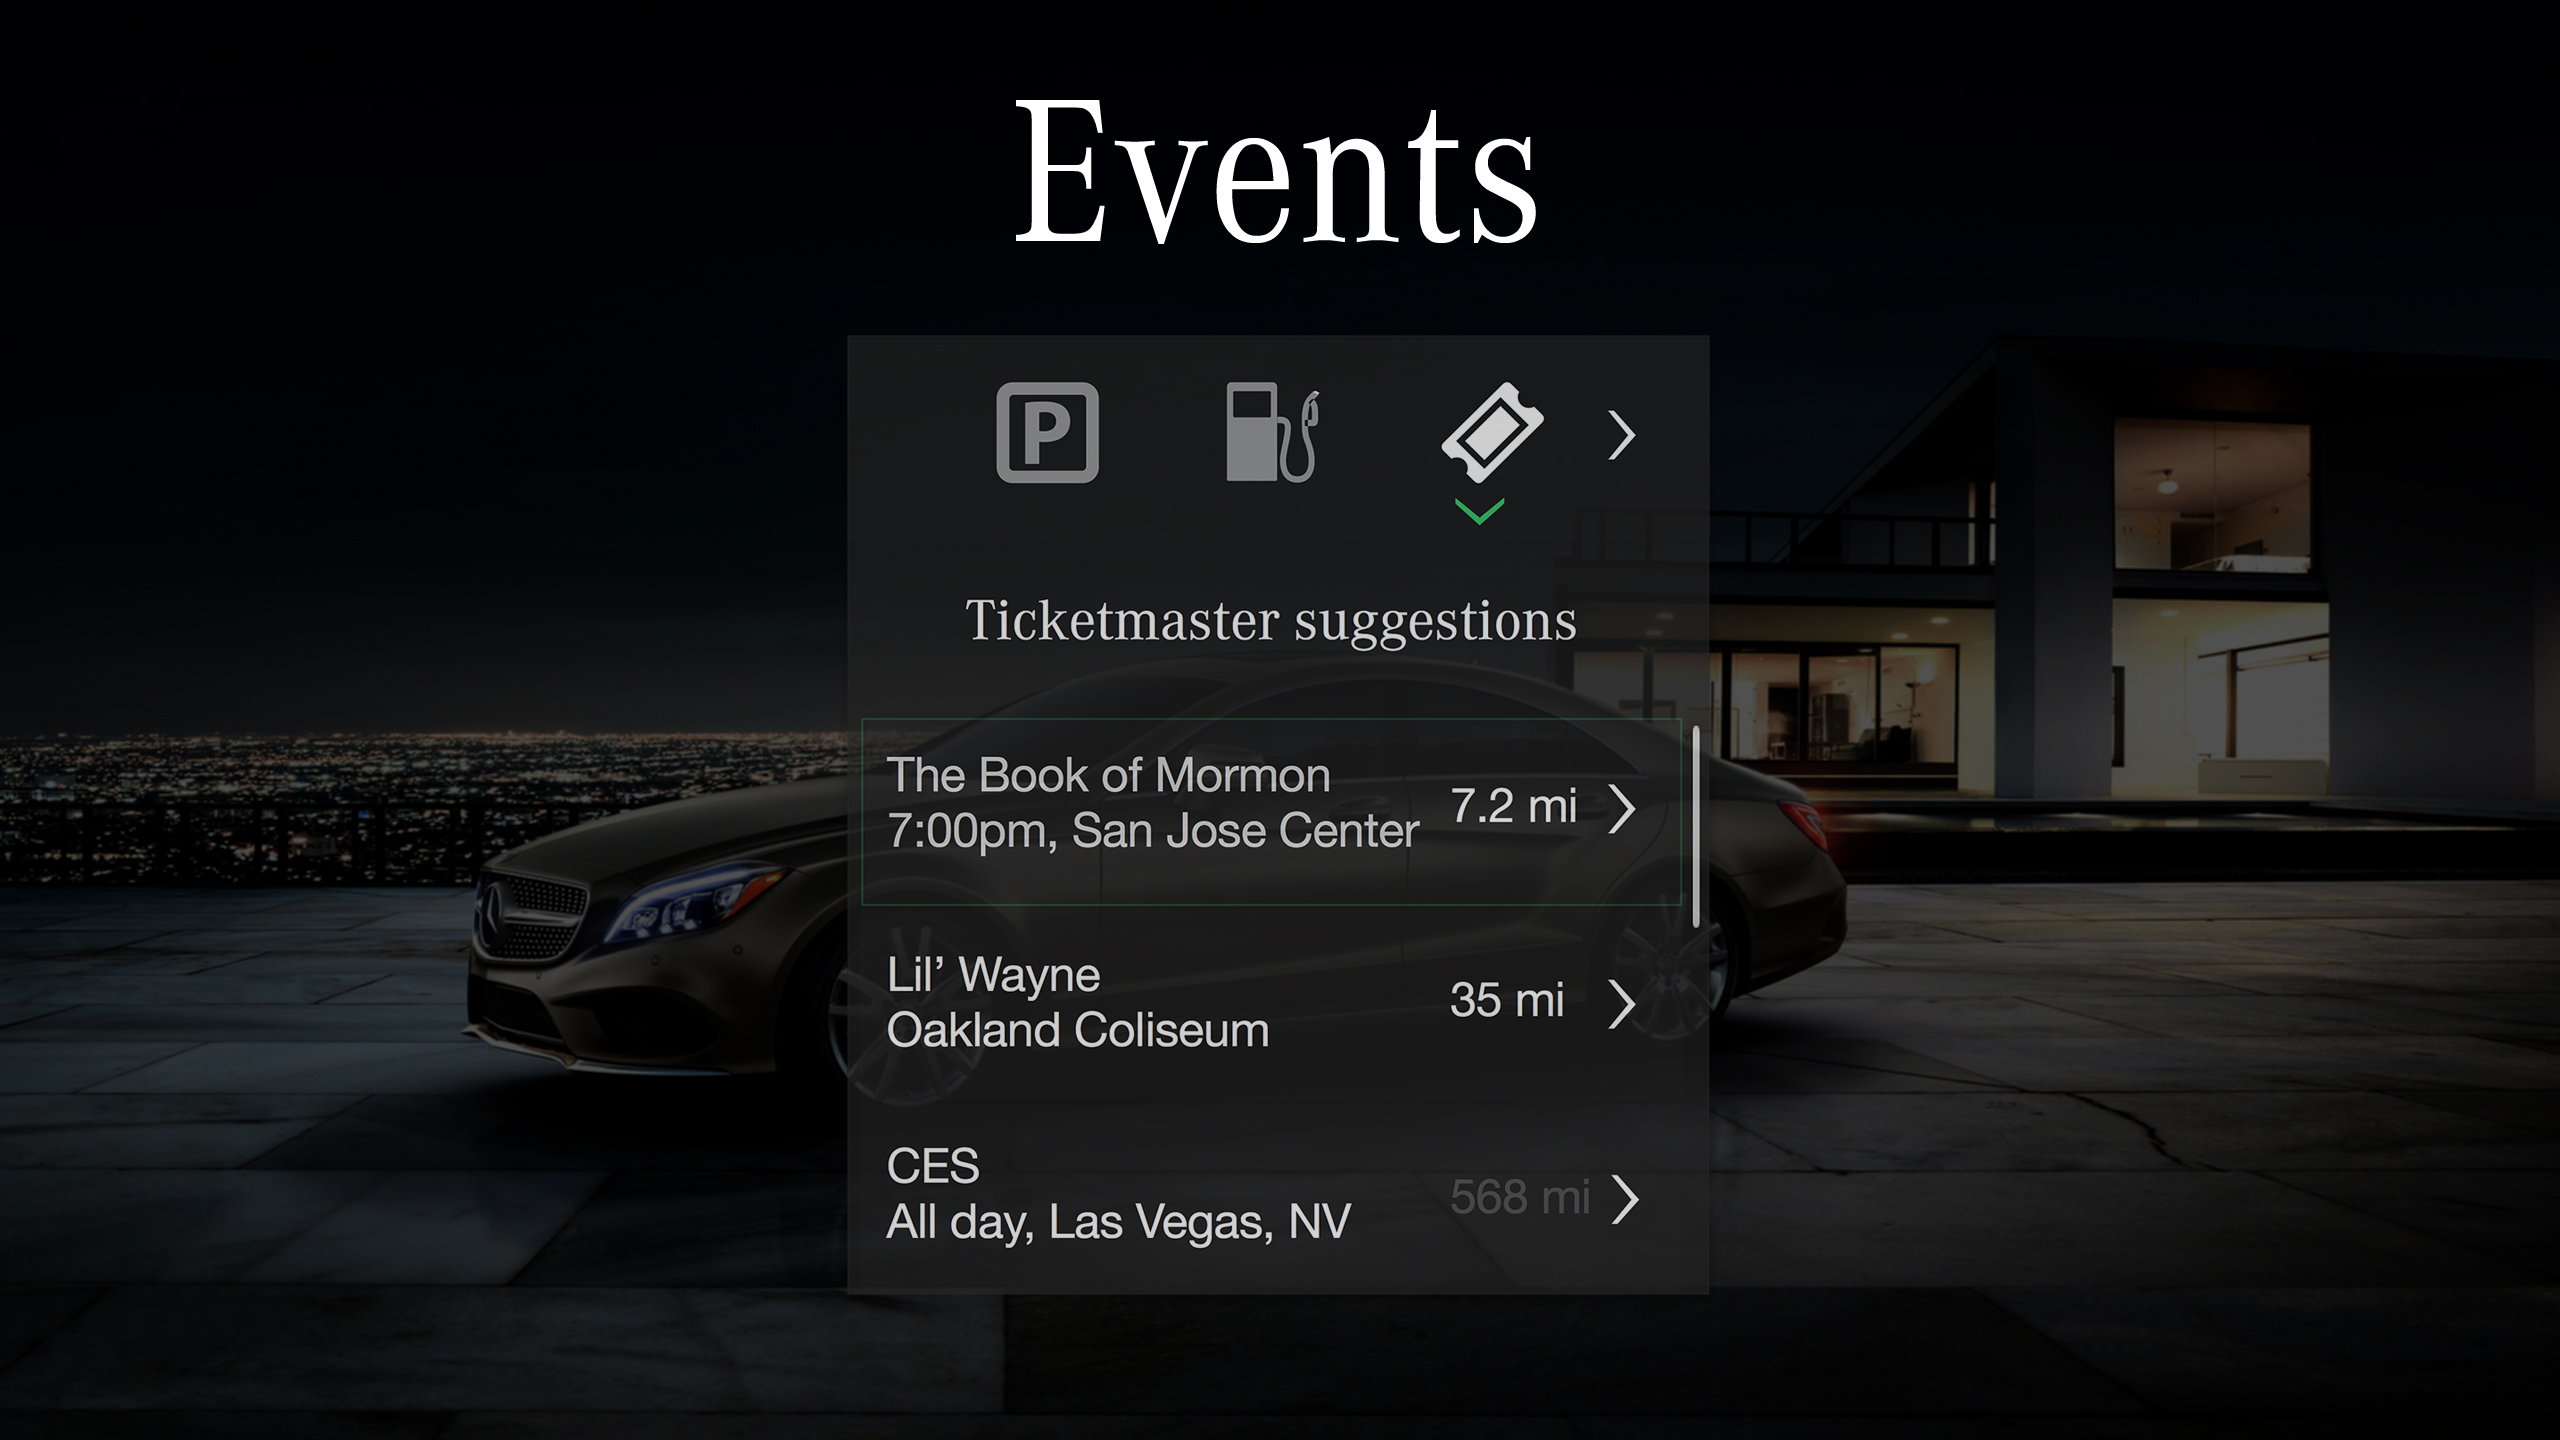 Events
P
Ticketmaster suggestions
The Book of Mormon
7:00pm, San Jose Center
7.2 mi
Lil’ Wayne
Oakland Coliseum
35 mi
CES
All day, Las Vegas, NV
568 mi